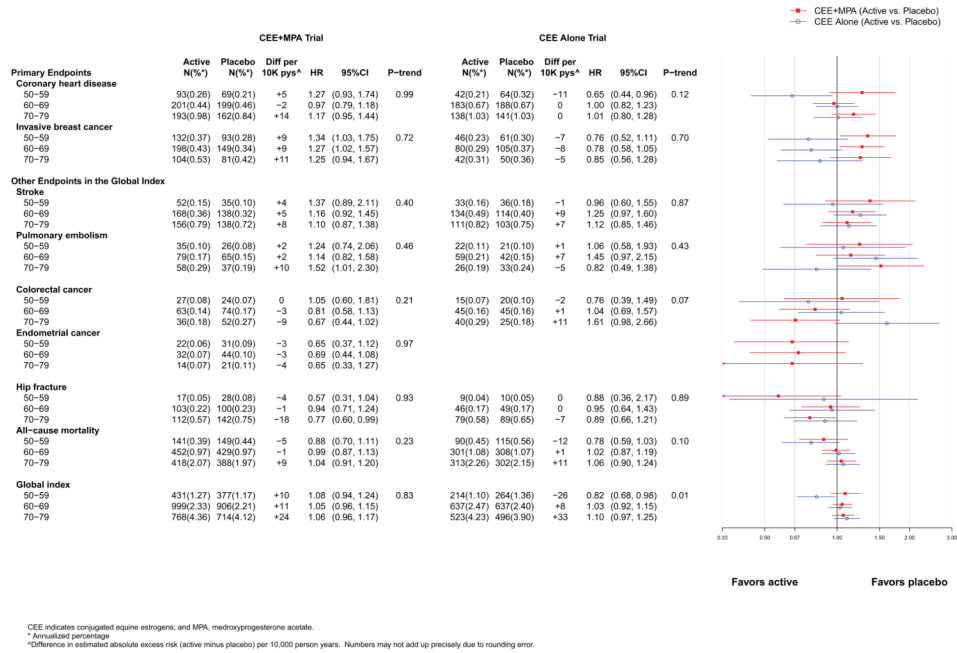 CEE+MPA (Active vs. Placebo)
CEE Alone (Active vs. Placebo)
CEE+MPA Trial CEE Alone Trial
Active Placebo Diff per Active Placebo Diff per
Primary Endpoints N(%*) N(%*) 10K pys^ HR 95%CI P−trend N(%*) N(%*) 10K pys^ HR 95%CI P−trend
Coronary heart disease
50−59 93(0.26) 69(0.21) +5 1.27 (0.93, 1.74) 0.99 42(0.21) 64(0.32) −11 0.65 (0.44, 0.96) 0.12
60−69 201(0.44) 199(0.46) −2 0.97 (0.79, 1.18) 183(0.67) 188(0.67) 0 1.00 (0.82, 1.23)
70−79 193(0.98) 162(0.84) +14 1.17 (0.95, 1.44) 138(1.03) 141(1.03) 0 1.01 (0.80, 1.28)
Invasive breast cancer
50−59 132(0.37) 93(0.28) +9 1.34 (1.03, 1.75) 0.72 46(0.23) 61(0.30) −7 0.76 (0.52, 1.11) 0.70
60−69 198(0.43) 149(0.34) +9 1.27 (1.02, 1.57) 80(0.29) 105(0.37) −8 0.78 (0.58, 1.05)
70−79 104(0.53) 81(0.42) +11 1.25 (0.94, 1.67) 42(0.31) 50(0.36) −5 0.85 (0.56, 1.28)
Other Endpoints in the Global Index
Stroke
50−59 52(0.15) 35(0.10) +4 1.37 (0.89, 2.11) 0.40 33(0.16) 36(0.18) −1 0.96 (0.60, 1.55) 0.87
60−69 168(0.36) 138(0.32) +5 1.16 (0.92, 1.45) 134(0.49) 114(0.40) +9 1.25 (0.97, 1.60)
70−79 156(0.79) 138(0.72) +8 1.10 (0.87, 1.38) 111(0.82) 103(0.75) +7 1.12 (0.85, 1.46)
Pulmonary embolism
50−59 35(0.10) 26(0.08) +2 1.24 (0.74, 2.06) 0.46 22(0.11) 21(0.10) +1 1.06 (0.58, 1.93) 0.43
60−69 79(0.17) 65(0.15) +2 1.14 (0.82, 1.58) 59(0.21) 42(0.15) +7 1.45 (0.97, 2.15)
70−79 58(0.29) 37(0.19) +10 1.52 (1.01, 2.30) 26(0.19) 33(0.24) −5 0.82 (0.49, 1.38)
Colorectal cancer
50−59 27(0.08) 24(0.07) 0 1.05 (0.60, 1.81) 0.21 15(0.07) 20(0.10) −2 0.76 (0.39, 1.49) 0.07
60−69 63(0.14) 74(0.17) −3 0.81 (0.58, 1.13) 45(0.16) 45(0.16) +1 1.04 (0.69, 1.57)
70−79 36(0.18) 52(0.27) −9 0.67 (0.44, 1.02) 40(0.29) 25(0.18) +11 1.61 (0.98, 2.66)
Endometrial cancer
50−59 22(0.06) 31(0.09) −3 0.65 (0.37, 1.12) 0.97
60−69 32(0.07) 44(0.10) −3 0.69 (0.44, 1.08)
70−79 14(0.07) 21(0.11) −4 0.65 (0.33, 1.27)
Hip fracture
50−59 17(0.05) 28(0.08) −4 0.57 (0.31, 1.04) 0.93 9(0.04) 10(0.05) 0 0.88 (0.36, 2.17) 0.89
60−69 103(0.22) 100(0.23) −1 0.94 (0.71, 1.24) 46(0.17) 49(0.17) 0 0.95 (0.64, 1.43)
70−79 112(0.57) 142(0.75) −18 0.77 (0.60, 0.99) 79(0.58) 89(0.65) −7 0.89 (0.66, 1.21)
All−cause mortality
50−59 141(0.39) 149(0.44) −5 0.88 (0.70, 1.11) 0.23 90(0.45) 115(0.56) −12 0.78 (0.59, 1.03) 0.10
60−69 452(0.97) 429(0.97) −1 0.99 (0.87, 1.13) 301(1.08) 308(1.07) +1 1.02 (0.87, 1.19)
70−79 418(2.07) 388(1.97) +9 1.04 (0.91, 1.20) 313(2.26) 302(2.15) +11 1.06 (0.90, 1.24)
Global index
50−59 431(1.27) 377(1.17) +10 1.08 (0.94, 1.24) 0.83 214(1.10) 264(1.36) −26 0.82 (0.68, 0.98) 0.01
60−69 999(2.33) 906(2.21) +11 1.05 (0.96, 1.15) 637(2.47) 637(2.40) +8 1.03 (0.92, 1.15)
70−79 768(4.36) 714(4.12) +24 1.06 (0.96, 1.17) 523(4.23) 496(3.90) +33 1.10 (0.97, 1.25)
0.33 0.50 0.67 1.00 1.50 2.00 3.00
Favors active Favors placebo
CEE indicates conjugated equine estrogens; and MPA, medroxyprogesterone acetate.
* Annualized percentage
^Difference in estimated absolute excess risk (active minus placebo) per 10,000 person years. Numbers may not add up precisely due to rounding error.